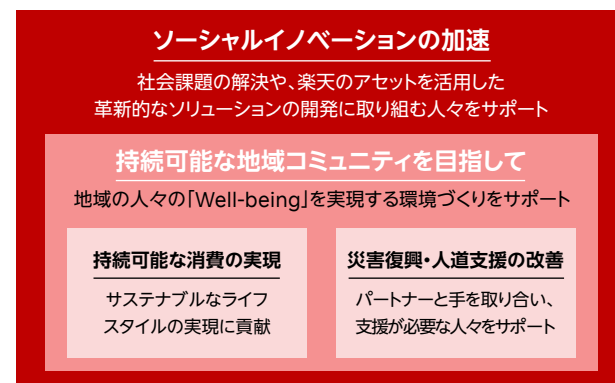 ソーシャルイノベーションの加速
社会課題の解決や、楽天のアセットを活用した
革新的なソリューションの開発に取り組む人々をサポート
持続可能な地域コミュニティを目指して
地域の人々の「Well-being」を実現する環境づくりをサポート
持続可能な消費の実現
サステナブルなライフ
スタイルの実現に貢献
災害復興・人道支援の改善
パートナーと手を取り合い、
支援が必要な人々をサポート